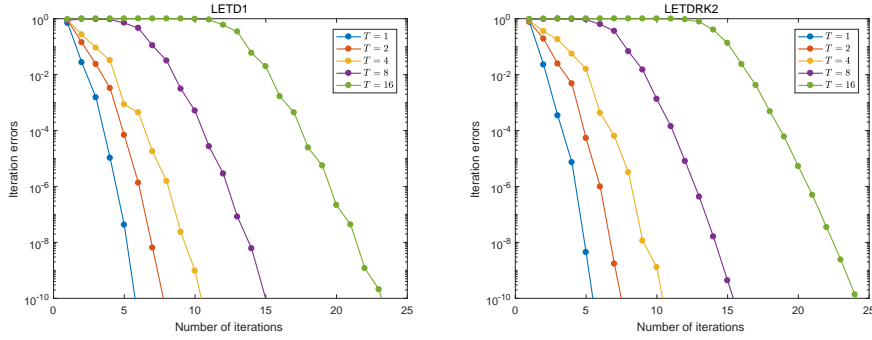 LETD1
10^0
10^-2
10^-4
10^-6
10^-8
10^-10
Iteration errors
0 5 10 15 20 25
Number of iterations
T = 1
T = 2
T = 4
T = 8
T = 16
LETDRK2
10^0
10^-2
10^-4
10^-6
10^-8
10^-10
Iteration errors
0 5 10 15 20 25
Number of iterations
T = 1
T = 2
T = 4
T = 8
T = 16